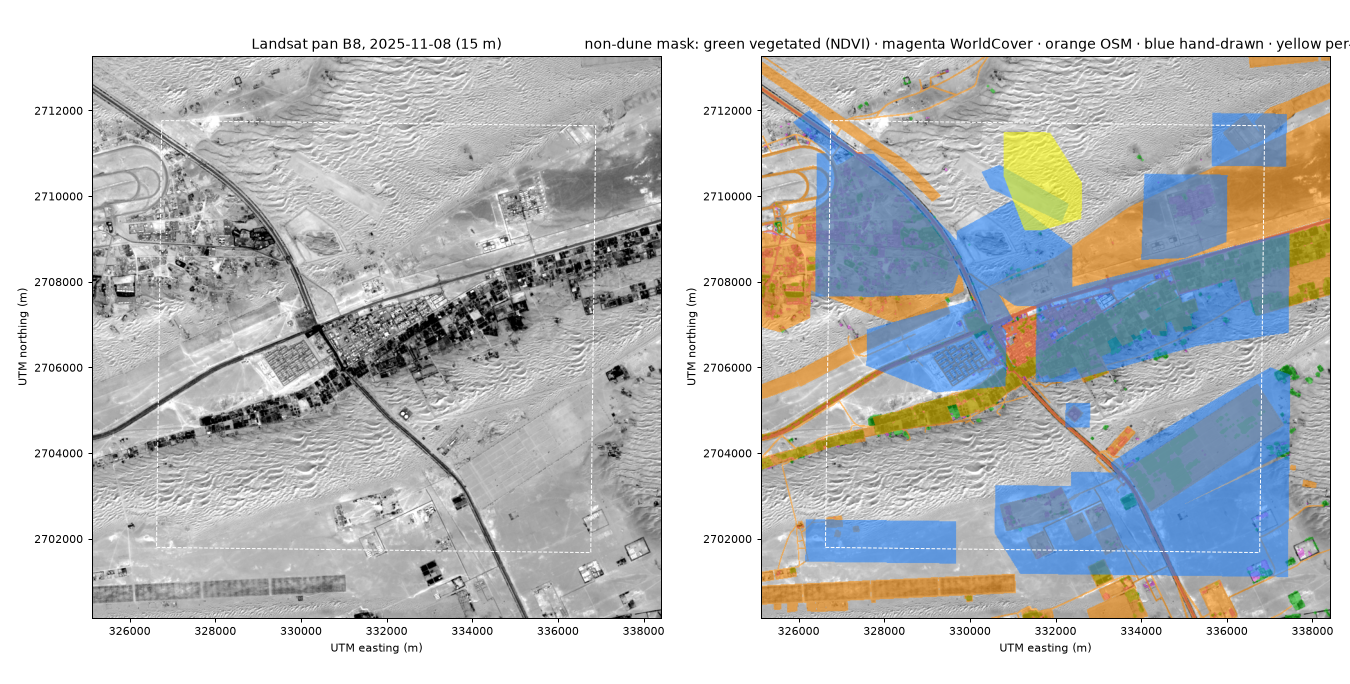 Landsat pan B8, 2025-11-08 (15 m)
non-dune mask: green vegetated (NDVI) · magenta WorldCover · orange OSM · blue hand-drawn · yellow per-
2712000
2710000
2708000
2706000
2704000
2702000
UTM northing (m)
326000 328000 330000 332000 334000 336000 338000
UTM easting (m)
2712000
2710000
2708000
2706000
2704000
2702000
UTM northing (m)
326000 328000 330000 332000 334000 336000 338000
UTM easting (m)